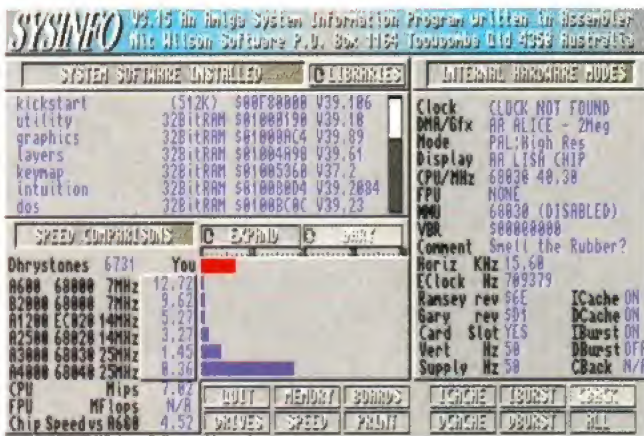 SYSINFO
V3.15 An Amiga System Information Program written in Assembler
Nic Wilson Software P.O. Box 1164 Toowoomba Qld 4350 Australia
SYSTEM SOFTWARE INSTALLED
LIBRARIES
kickstart (512K) $00F80000 V39.106
utility 32BitRAM $01000190 V39.10
graphics 32BitRAM V39.89
layers 32BitRAM V39.61
keymap 32BitRAM $01005360 V37.2
intuition 32BitRAM V39.2084
dos 32BitRAM V39.23
INTERNAL HARDWARE MODES
Clock CLOCK NOT FOUND
DMA/Gfx AA ALICE - 2Meg
Mode PAL:High Res
Display AA LISA CHIP
CPU/MHz 68030 40.30
FPU NONE
MMU 68030 (DISABLED)
VBR $00000000
Comment Smell the Rubber?
Horiz KHz 15.60
EClock Hz 709379
Ramsey rev $6E ICache ON
Gary rev $D1 DCache ON
Card Slot YES IBurst ON
Vert Hz 50 DBurst OFF
Supply Hz 50 CBack N/A
SPEED COMPARISONS
EXPAND
Dhrystones 6731 You
A600 68000 7MHz 12.72
B2000 68000 7MHz 9.62
A1200 EC020 14MHz 5.27
A2500 68020 14MHz 3.27
A3000 68030 25MHz 1.45
A4000 68040 25MHz 0.36
CPU Mips 7.02
FPU MFlops N/A
Chip Speed vs A600 4.52
QUIT MEMORY BOARDS
DRIVES SPEED PRINT
ICACHE IBURST
DCACHE DBURST ALL